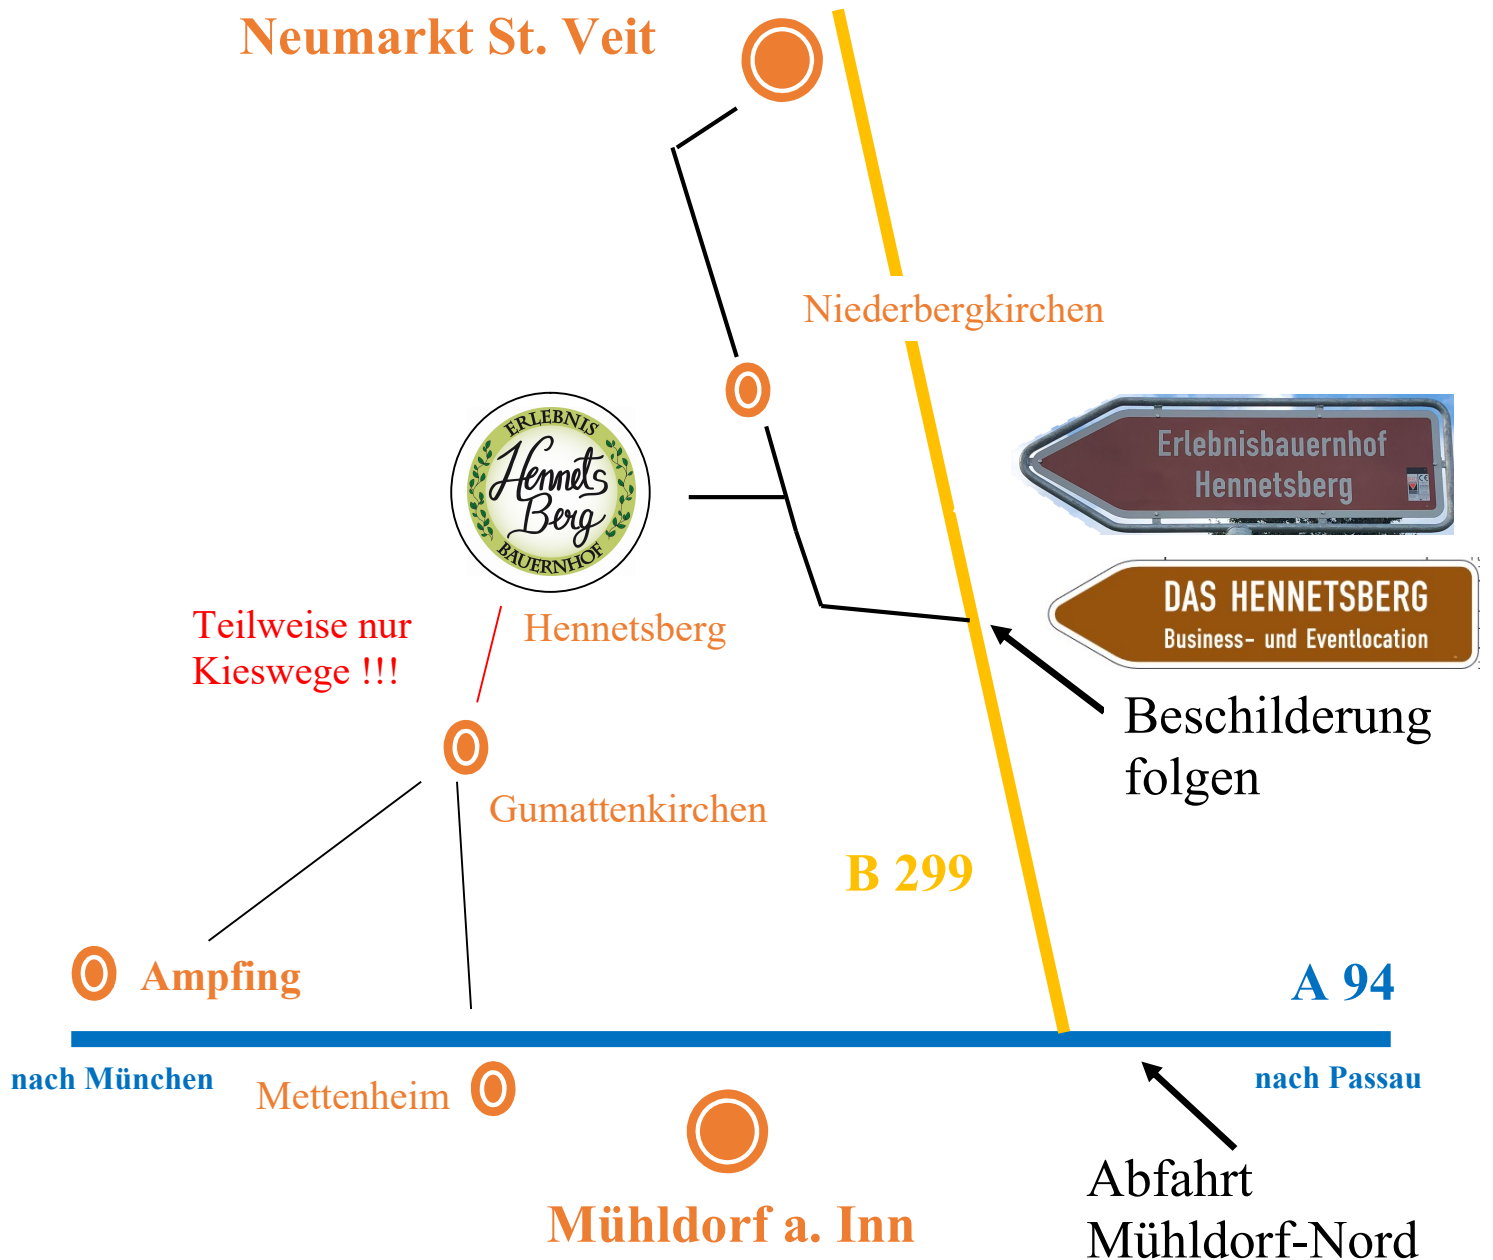 Neumarkt St. Veit
Niederbergkirchen
ERLEBNIS
Hennets
Berg
BAUERNHOF
Erlebnisbauernhof
Hennetsberg
DAS HENNETSBERG
Business- und Eventlocation
Teilweise nur
Kieswege !!!
Hennetsberg
Beschilderung
folgen
Gumattenkirchen
B 299
Ampfing
A 94
nach München
nach Passau
Mettenheim
Mühldorf a. Inn
Abfahrt
Mühldorf-Nord